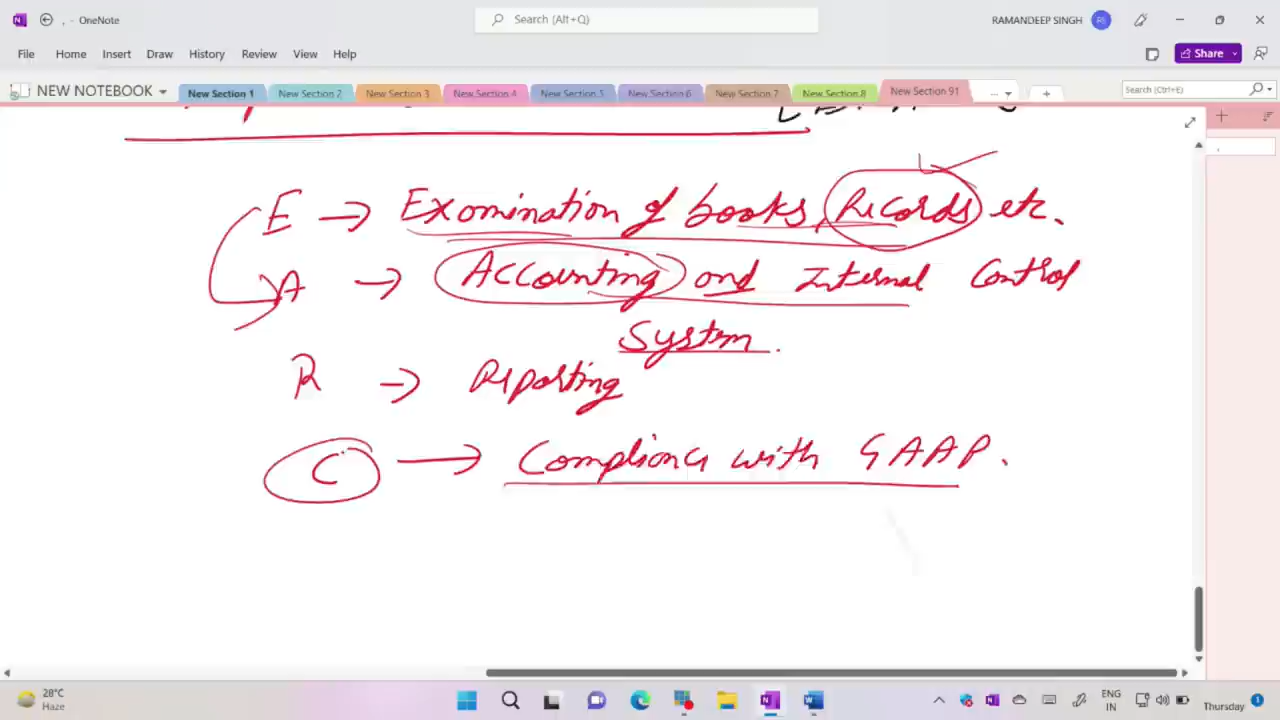 , - OneNote
Search (Alt+Q)
RAMANDEEP SINGH
RS
File Home Insert Draw History Review View Help
Share
NEW NOTEBOOK
New Section 1 New Section 2 New Section 3 New Section 4 New Section 5 New Section 6 New Section 7 New Section 8 New Section 91 ... +
Search (Ctrl+E)
E → Examination of books, Records etc.
A → Accounting and Internal Control
System.
R → Reporting
C → Compliance with GAAP.
28°C
Haze
ENG
IN
Thursday
1